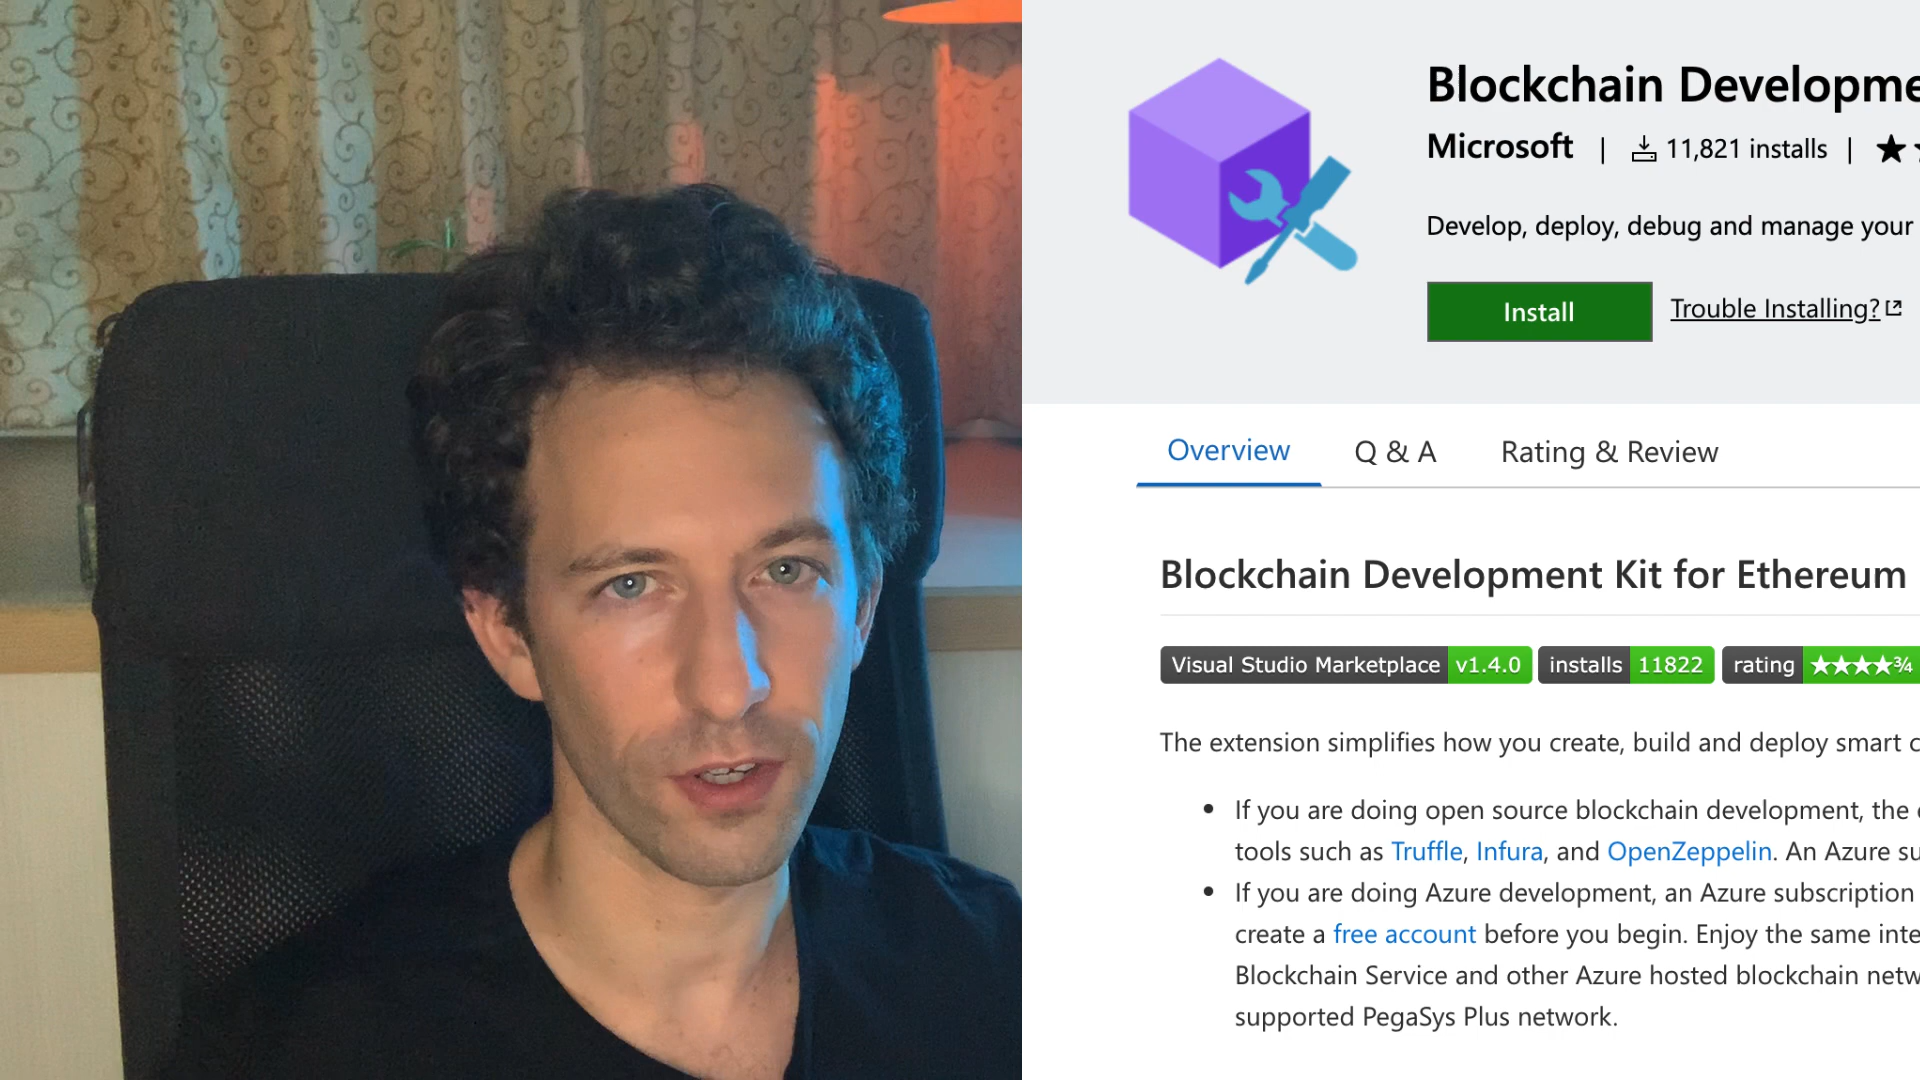 Blockchain Developme
Microsoft | 11,821 installs | ★
Develop, deploy, debug and manage your
Install Trouble Installing?
Overview Q & A Rating & Review
Blockchain Development Kit for Ethereum
Visual Studio Marketplace v1.4.0 installs 11822 rating ★★★★¾
The extension simplifies how you create, build and deploy smart c
If you are doing open source blockchain development, the
tools such as Truffle, Infura, and OpenZeppelin. An Azure su
If you are doing Azure development, an Azure subscription
create a free account before you begin. Enjoy the same inte
Blockchain Service and other Azure hosted blockchain netw
supported PegaSys Plus network.